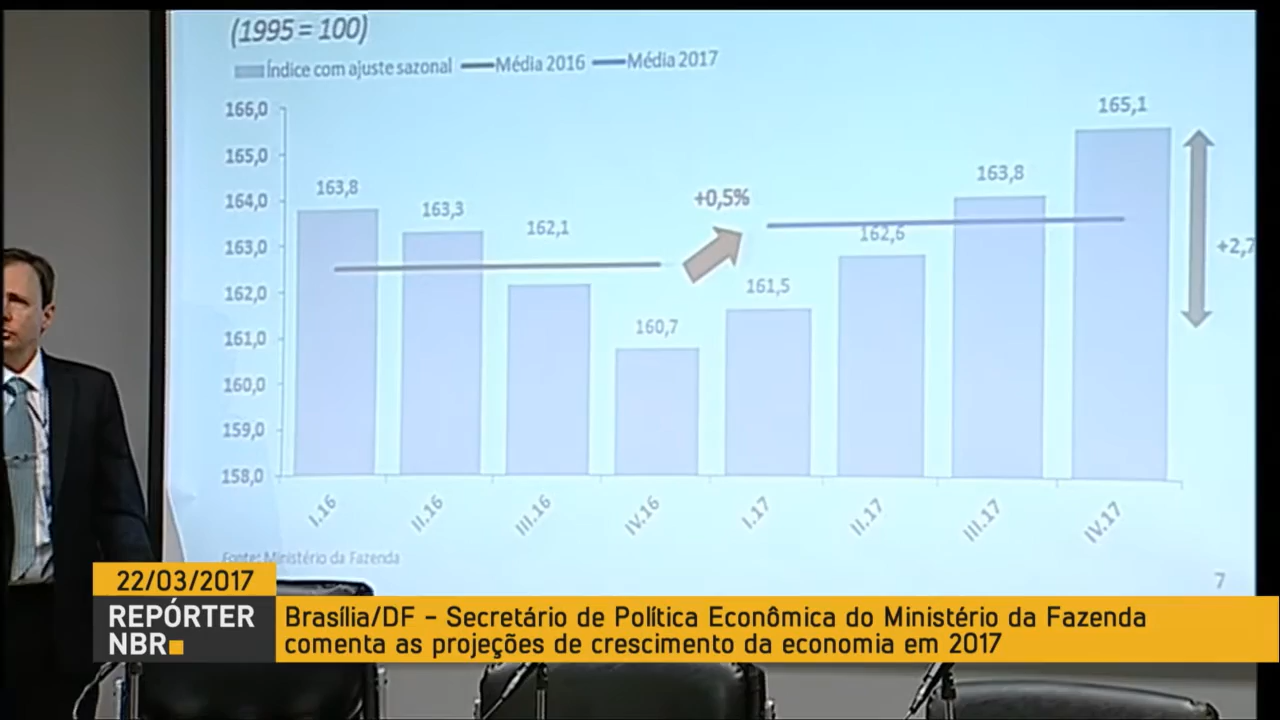 (1995 = 100)
Índice com ajuste sazonal Média 2016 Média 2017
166,0
165,0
164,0
163,0
162,0
161,0
160,0
159,0
158,0
163,8
163,3
162,1
160,7
+0,5%
161,5
162,6
163,8
165,1
+2,7
I.16
II.16
III.16
IV.16
I.17
II.17
III.17
IV.17
Fonte: Ministério da Fazenda
7
22/03/2017
REPÓRTER
NBR
Brasília/DF – Secretário de Política Econômica do Ministério da Fazenda
comenta as projeções de crescimento da economia em 2017